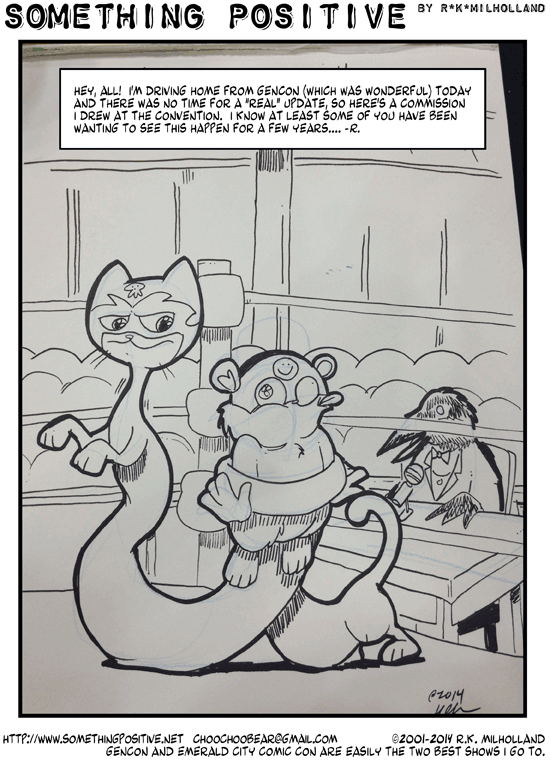 SOMETHING POSITIVE BY R*K*MILHOLLAND
HEY, ALL! I'M DRIVING HOME FROM GENCON (WHICH WAS WONDERFUL) TODAY
AND THERE WAS NO TIME FOR A "REAL" UPDATE, SO HERE'S A COMMISSION
I DREW AT THE CONVENTION. I KNOW AT LEAST SOME OF YOU HAVE BEEN
WANTING TO SEE THIS HAPPEN FOR A FEW YEARS.... -R.
©2014
HTTP://WWW.SOMETHINGPOSITIVE.NET CHOOCHOOBEAR@GMAIL.COM ©2001-2014 R.K. MILHOLLAND
GENCON AND EMERALD CITY COMIC CON ARE EASILY THE TWO BEST SHOWS I GO TO.